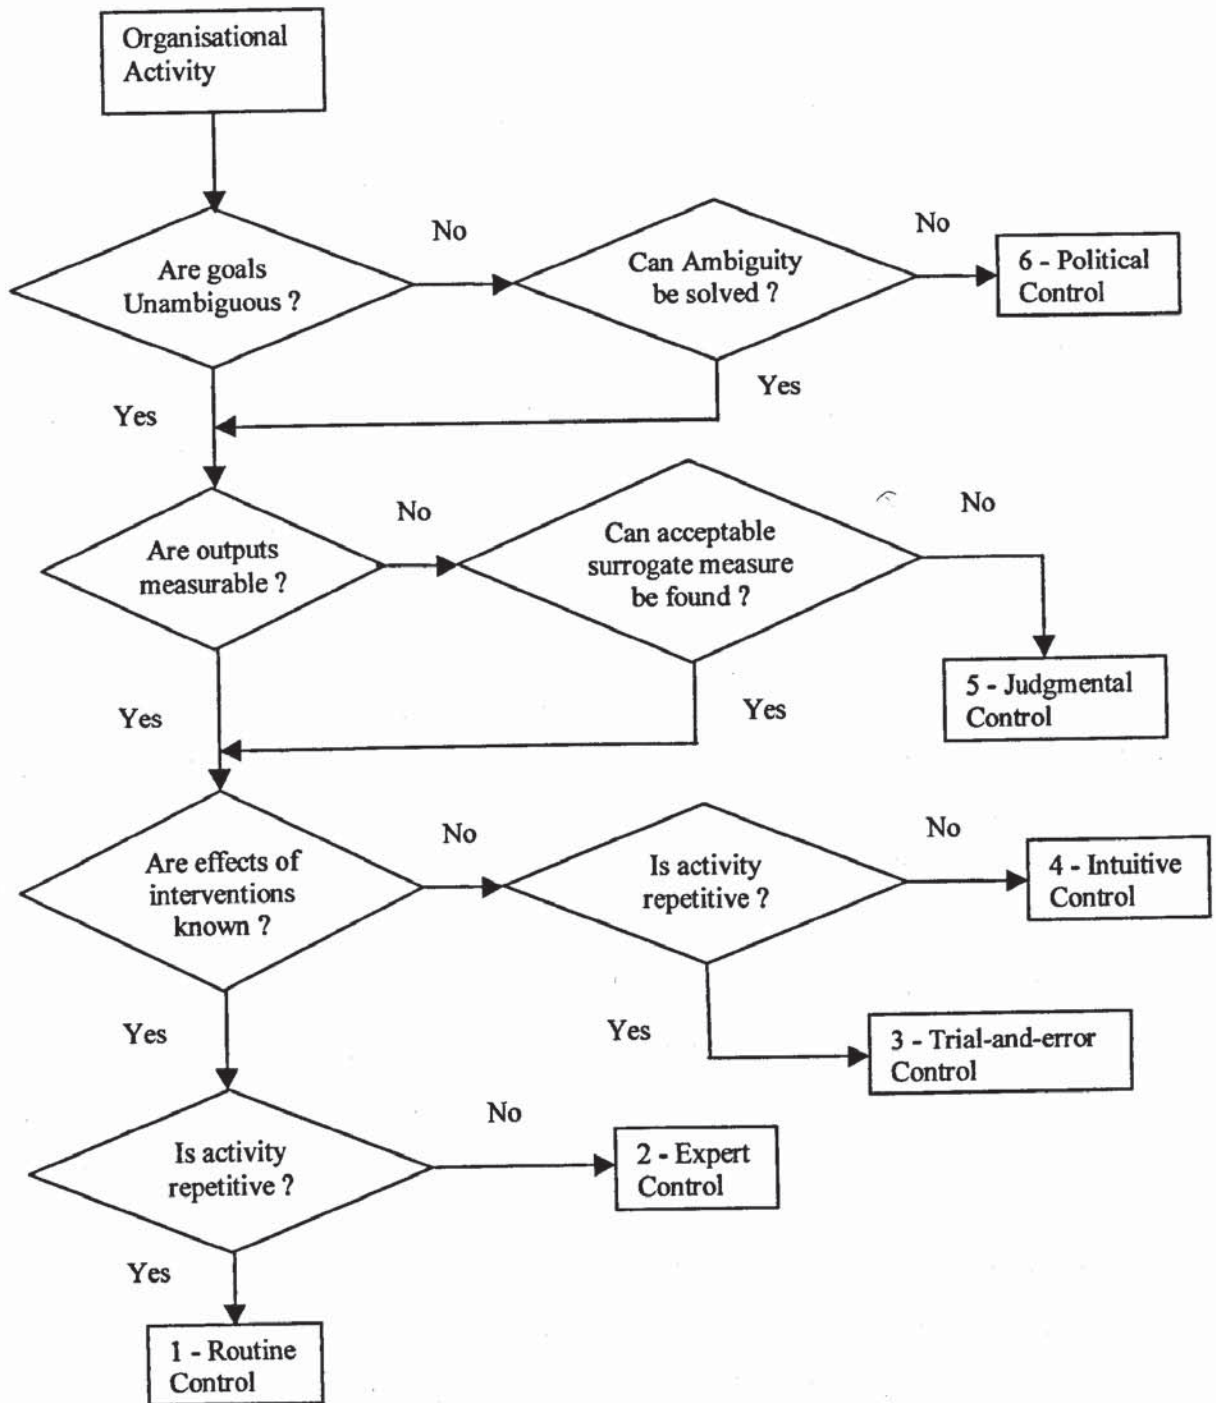 Organisational
Activity
No
No
Are goals
Unambiguous ?
Can Ambiguity
be solved ?
6 - Political
Control
Yes
Yes
No
No
Are outputs
measurable ?
Can acceptable
surrogate measure
be found ?
5 - Judgmental
Control
Yes
Yes
No
No
Are effects of
interventions
known ?
Is activity
repetitive ?
4 - Intuitive
Control
Yes
Yes
3 - Trial-and-error
Control
No
Is activity
repetitive ?
2 - Expert
Control
Yes
1 - Routine
Control